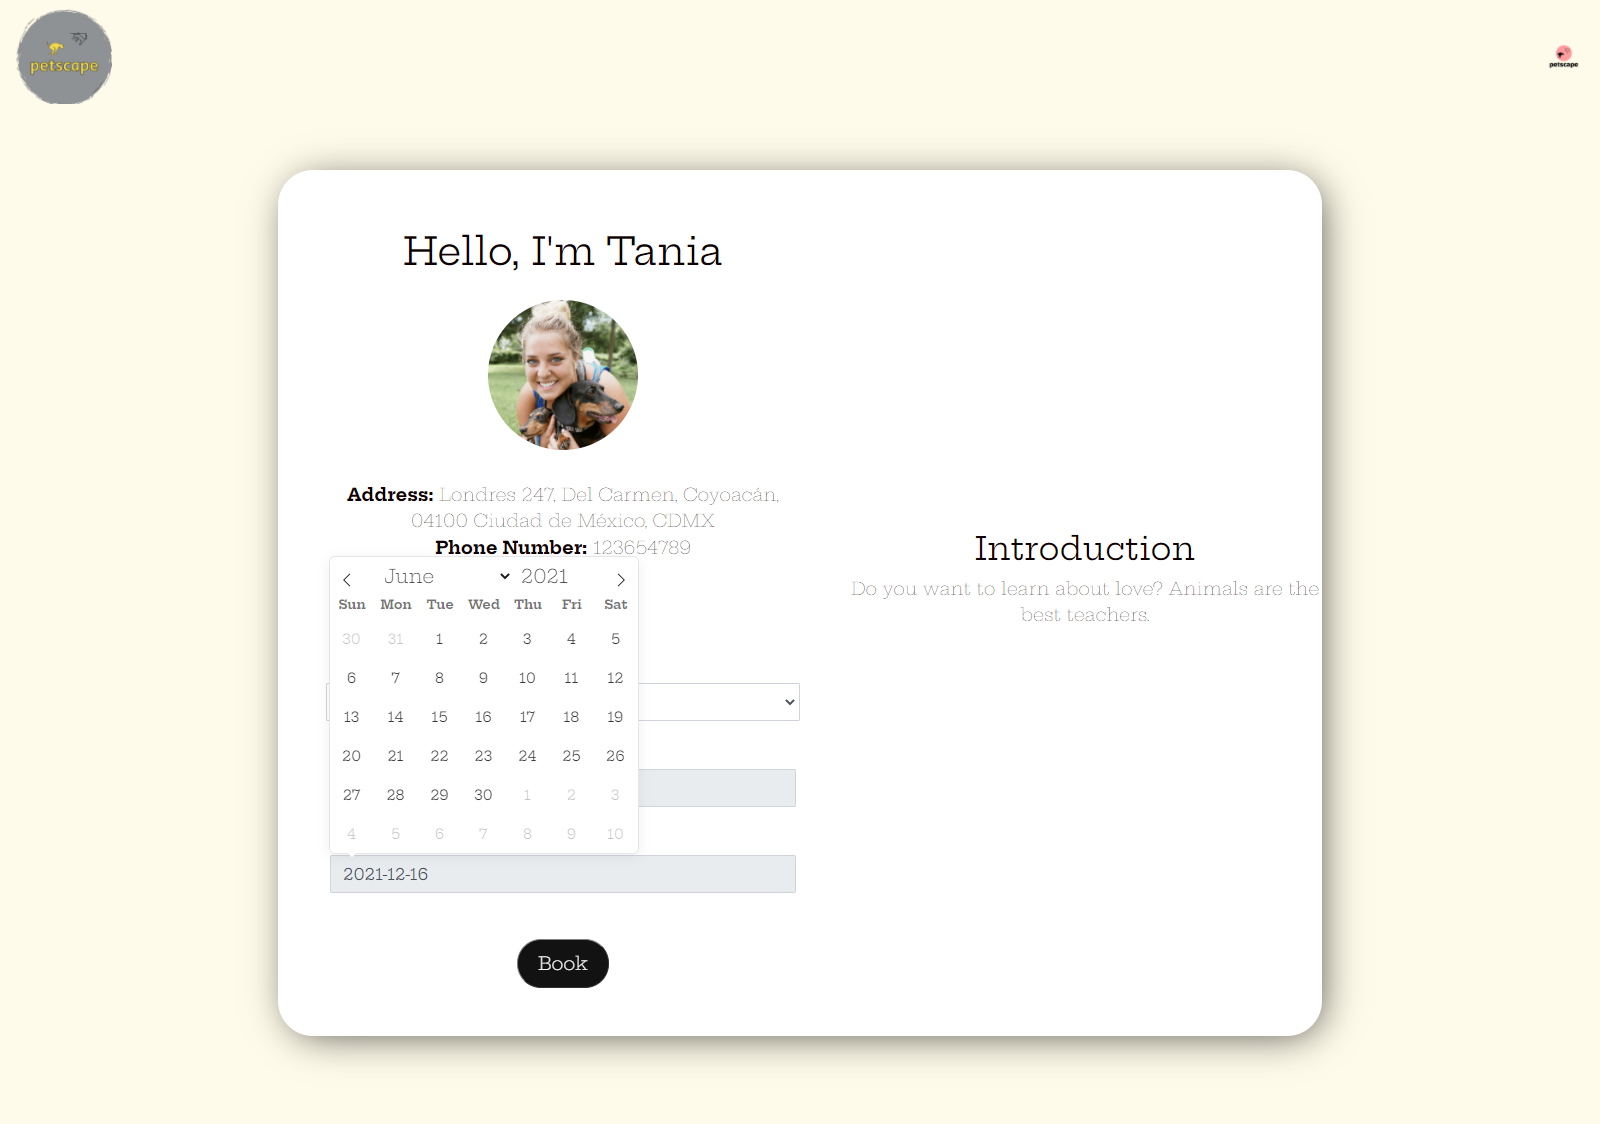 petscape
petscape
Hello, I'm Tania
Address: Londres 247, Del Carmen, Coyoacán,
04100 Ciudad de México, CDMX
Phone Number: 123654789
June 2021
Sun Mon Tue Wed Thu Fri Sat
30 31 1 2 3 4 5
6 7 8 9 10 11 12
13 14 15 16 17 18 19
20 21 22 23 24 25 26
27 28 29 30 1 2 3
4 5 6 7 8 9 10
2021-12-16
Book
Introduction
Do you want to learn about love? Animals are the
best teachers.